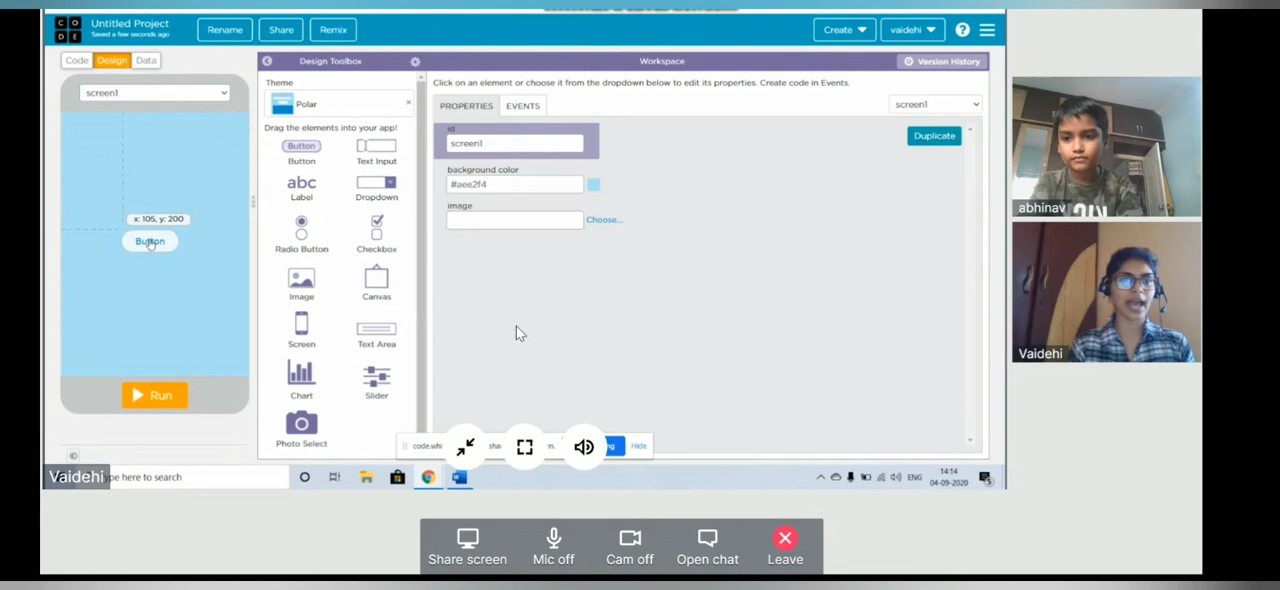 C O D E
Untitled Project
Saved a few seconds ago
Rename
Share
Remix
Create
vaidehi
?
Code
Design
Data
Design Toolbox
Workspace
Version History
screen1
Theme
Polar
Drag the elements into your app!
Button
Button
Text Input
abc
Label
Dropdown
Radio Button
Checkbox
Image
Canvas
Screen
Text Area
Chart
Slider
Photo Select
Click on an element or choose it from the dropdown below to edit its properties. Create code in Events.
PROPERTIES
EVENTS
screen1
Duplicate
id
screen1
background color
#aee2f4
image
Choose...
x: 105, y: 200
Button
Run
code.whi
sha
en.
ng
Hide
Vaidehi
pe here to search
ENG
14:14
04-09-2020
abhinav
Vaidehi
Share screen
Mic off
Cam off
Open chat
Leave